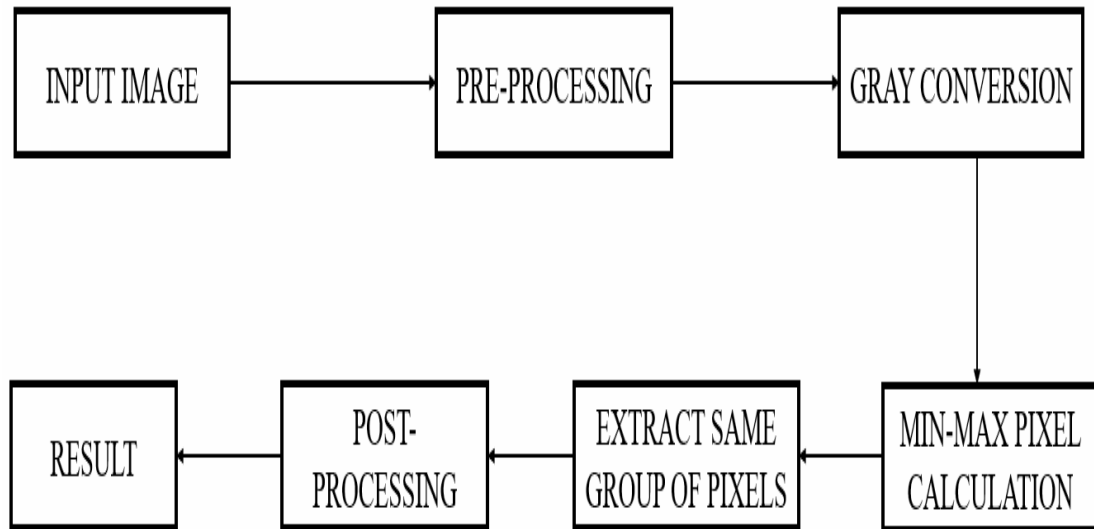 INPUT IMAGE
PRE-PROCESSING
GRAY CONVERSION
MIN-MAX PIXEL
CALCULATION
EXTRACT SAME
GROUP OF PIXELS
POST-
PROCESSING
RESULT